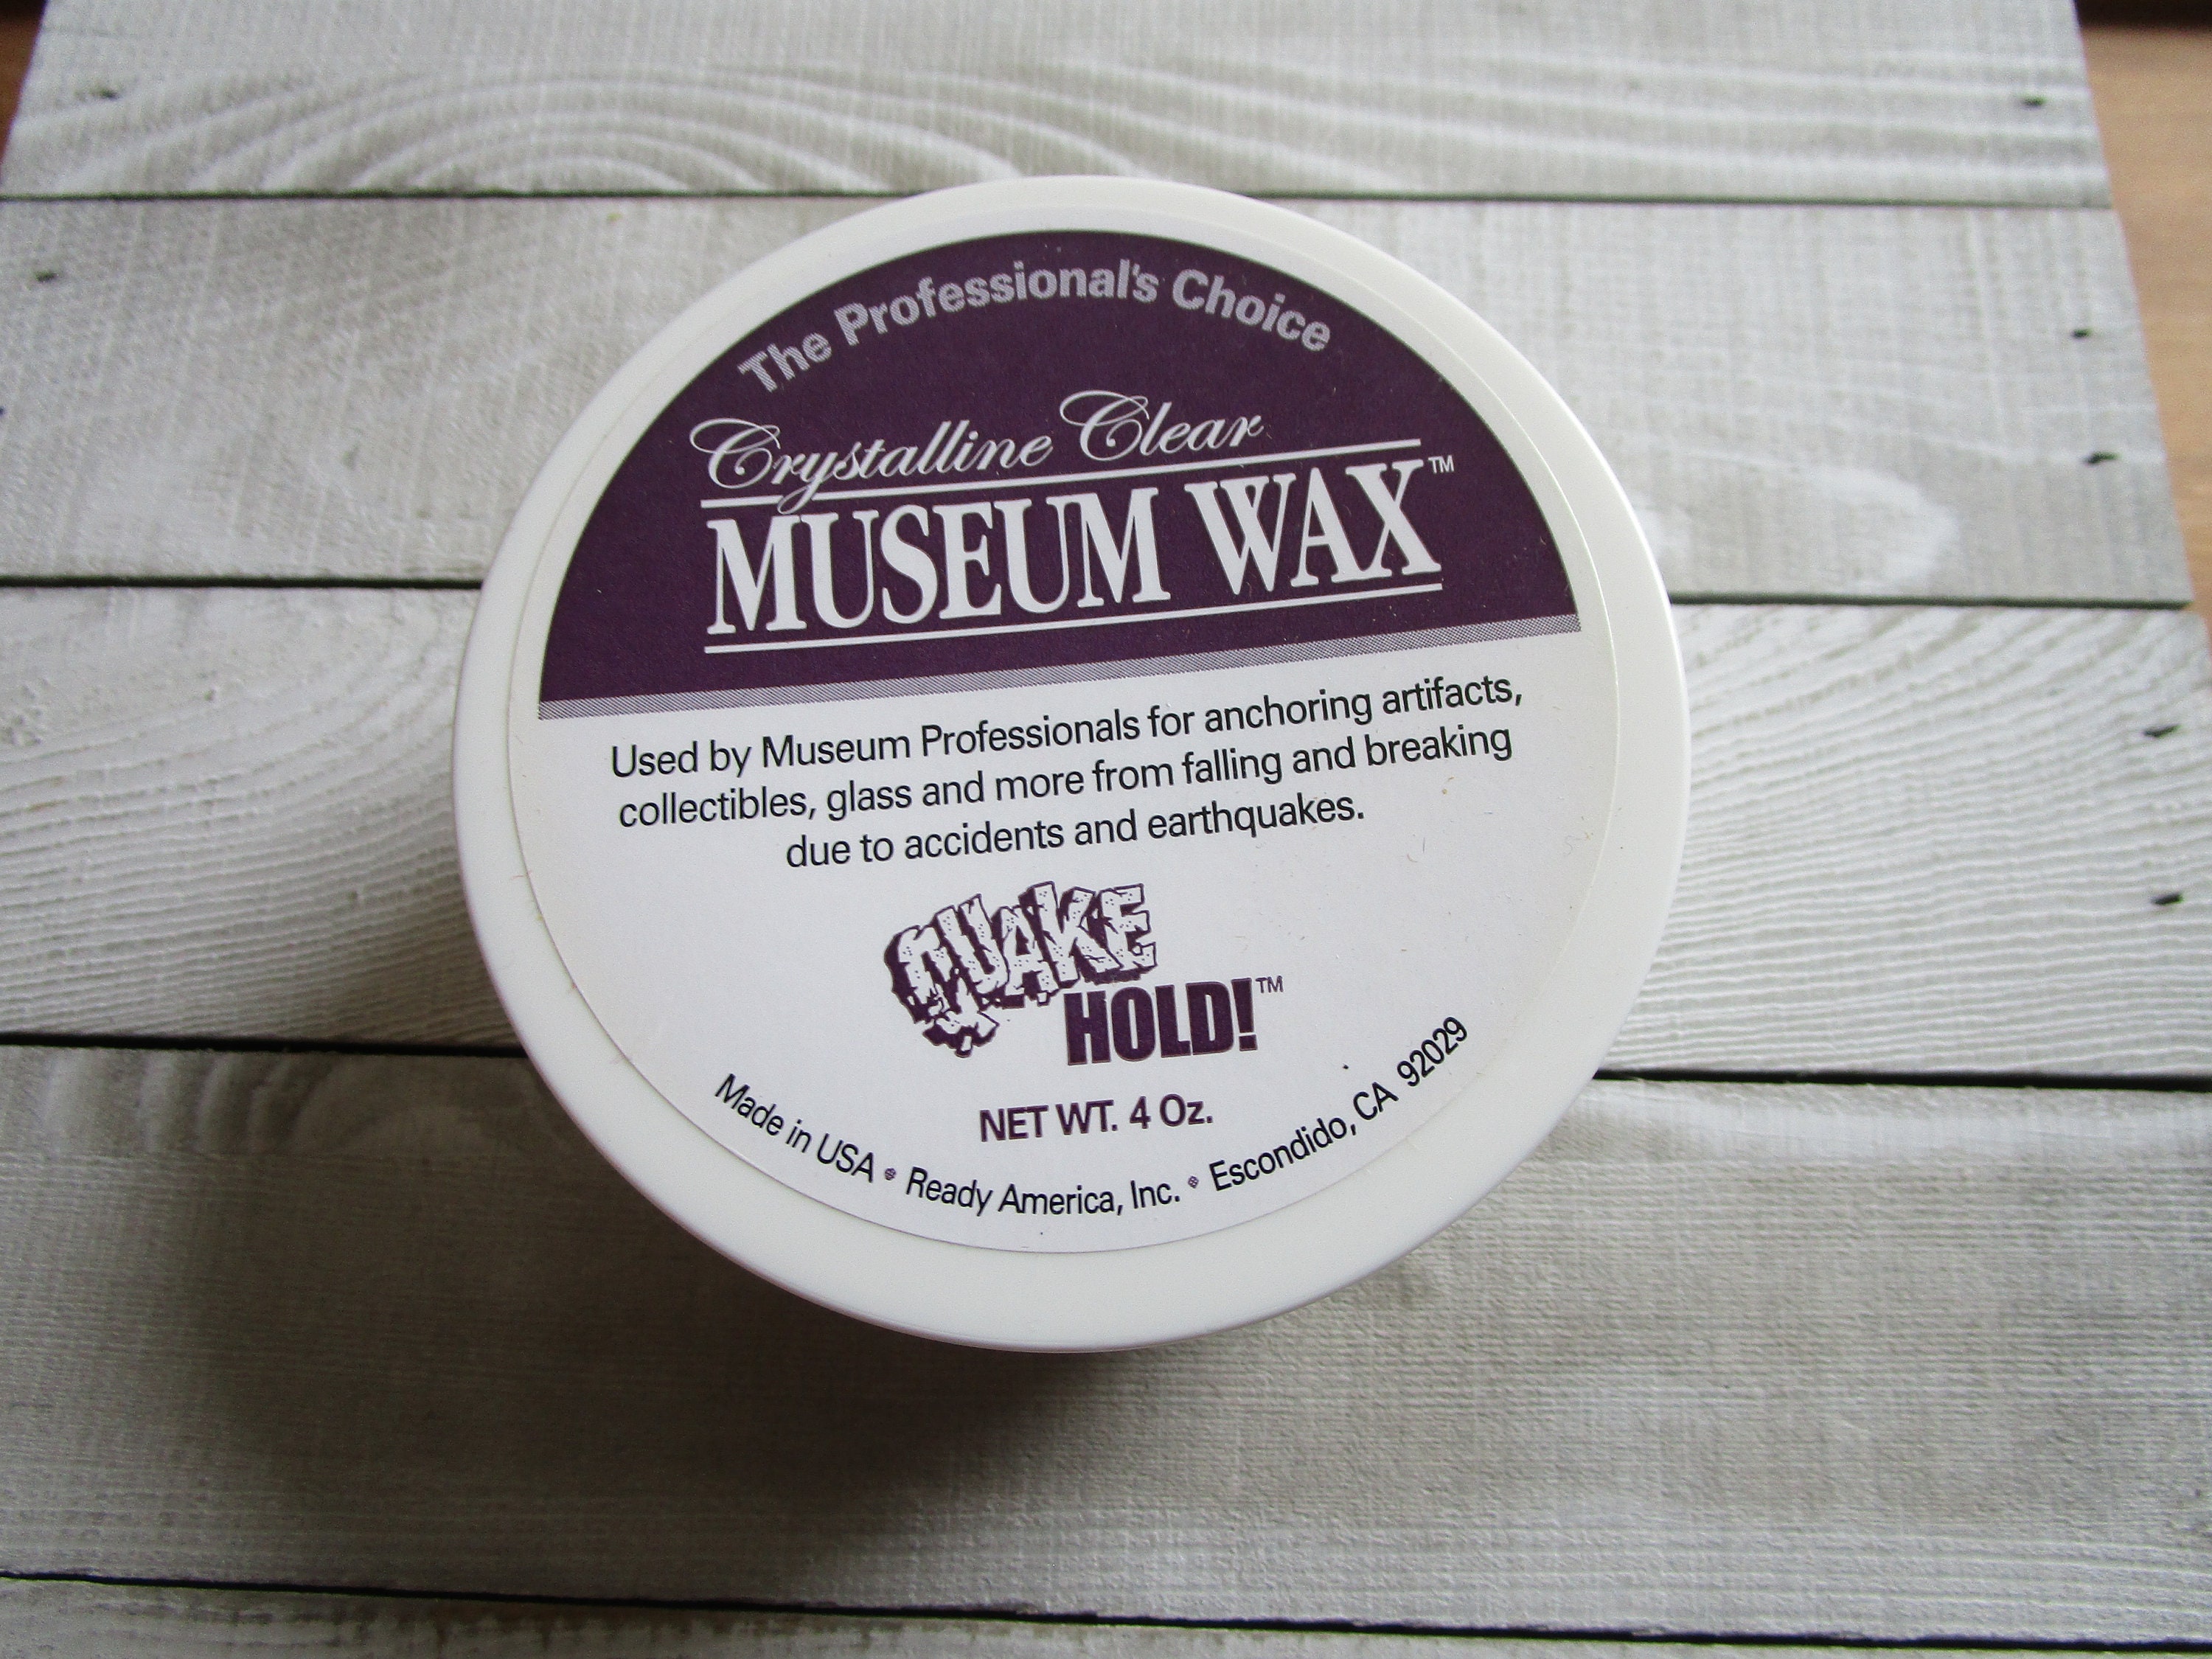 The Professional's Choice
Crystalline Clear
MUSEUM WAX™
Used by Museum Professionals for anchoring artifacts,
collectibles, glass and more from falling and breaking
due to accidents and earthquakes.
QUAKE
HOLD!™
NET WT. 4 Oz.
Made in USA • Ready America, Inc. • Escondido, CA 92029